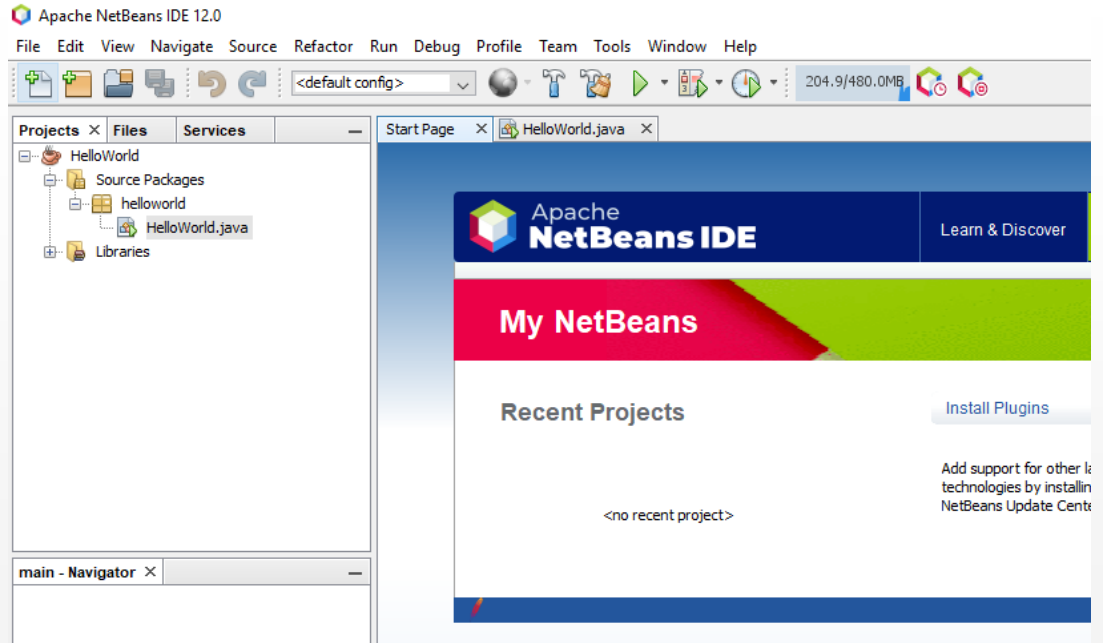 Apache NetBeans IDE 12.0
File Edit View Navigate Source Refactor Run Debug Profile Team Tools Window Help
<default config>
204.9/480.0MB
Projects Files Services
HelloWorld
Source Packages
helloworld
HelloWorld.java
Libraries
main - Navigator
Start Page HelloWorld.java
Apache
NetBeans IDE
Learn & Discover
My NetBeans
Recent Projects
<no recent project>
Install Plugins
Add support for other la
technologies by installin
NetBeans Update Cente